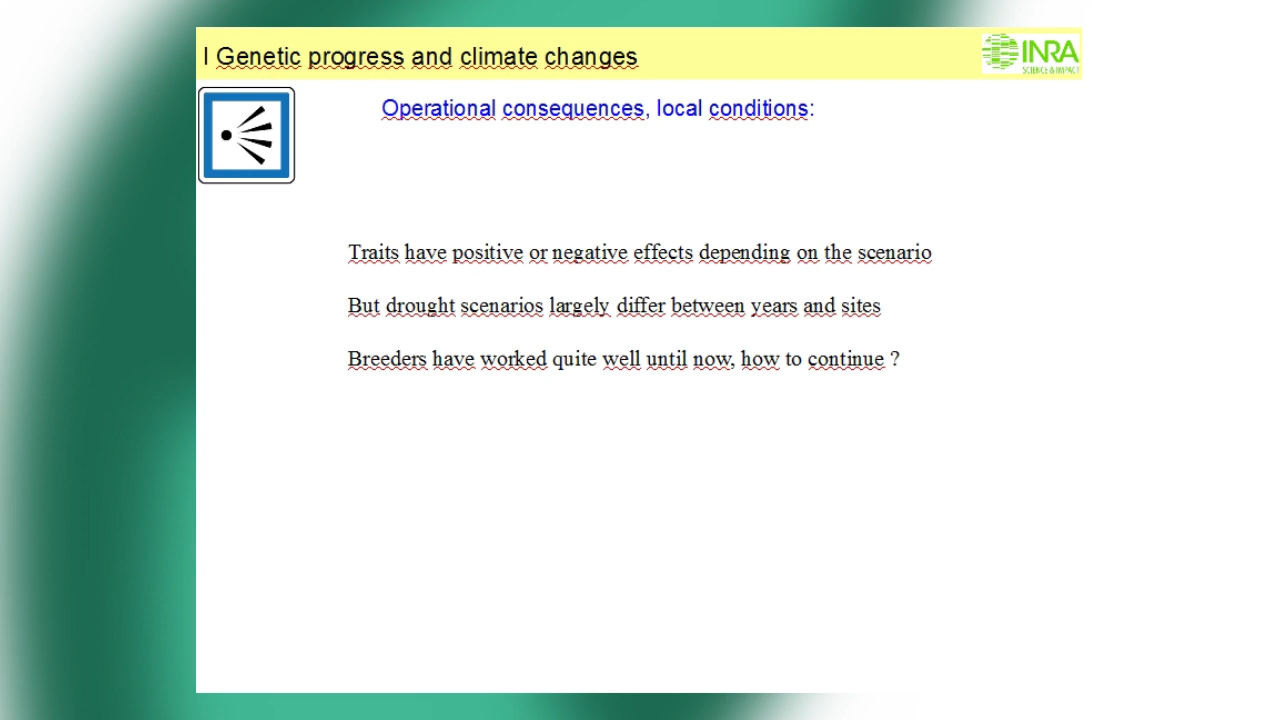 I Genetic progress and climate changes
INRA
SCIENCE & IMPACT
Operational consequences, local conditions:
Traits have positive or negative effects depending on the scenario
But drought scenarios largely differ between years and sites
Breeders have worked quite well until now, how to continue ?